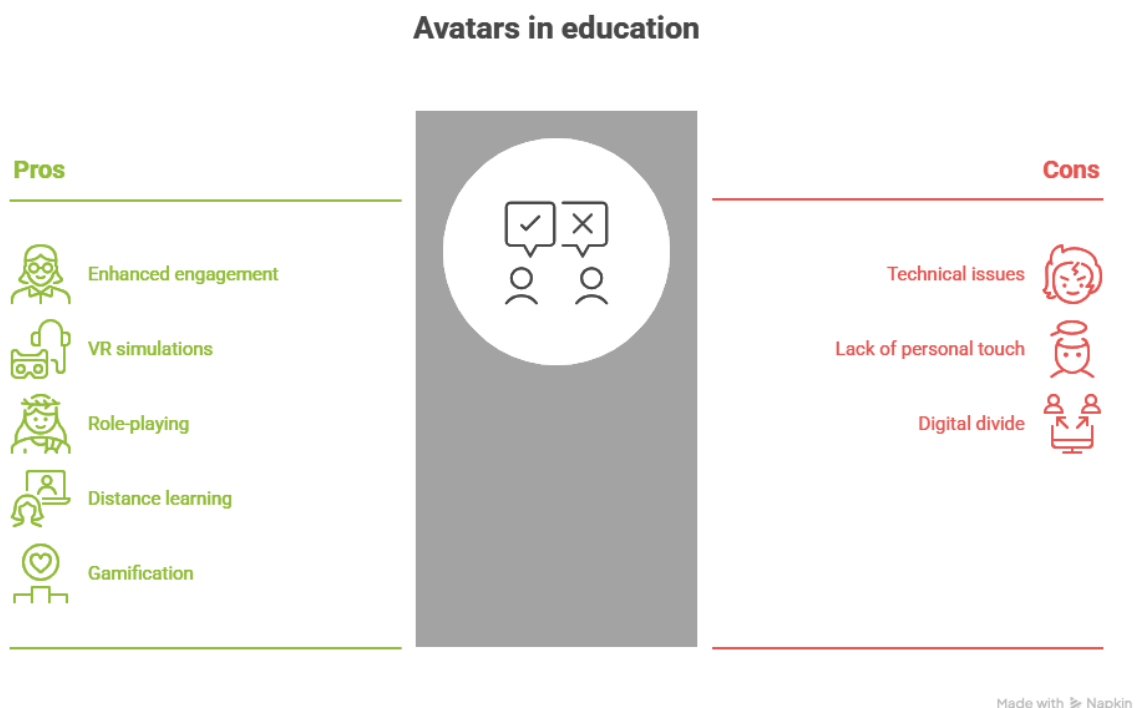 Avatars in education
Pros
Enhanced engagement
VR simulations
Role-playing
Distance learning
Gamification
Cons
Technical issues
Lack of personal touch
Digital divide
Made with Napkin